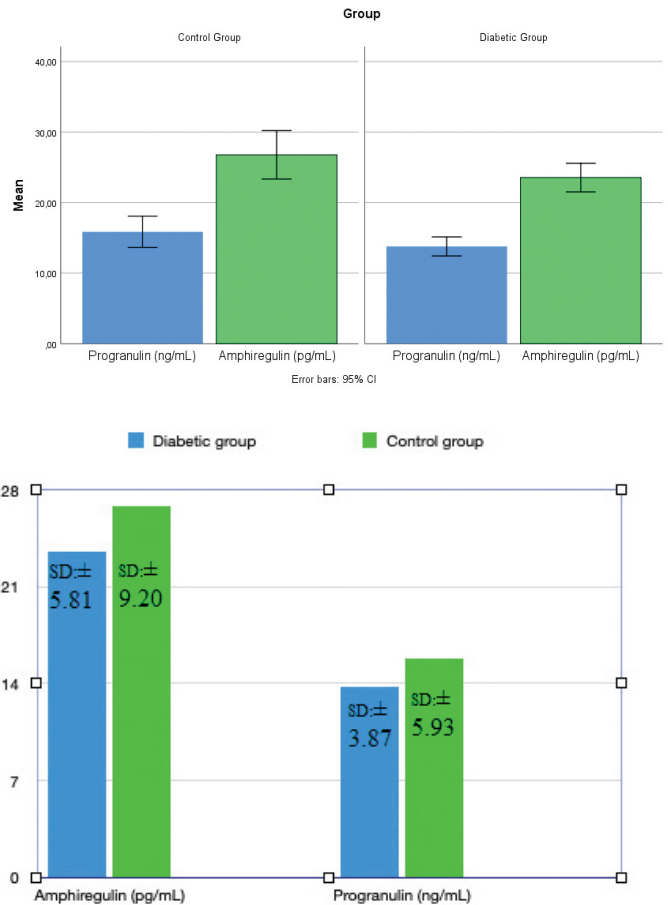 Group
Control Group Diabetic Group
40,00
30,00
20,00
10,00
,00
Mean
Progranulin (ng/mL) Amphiregulin (pg/mL) Progranulin (ng/mL) Amphiregulin (pg/mL)
Error bars: 95% CI
Diabetic group Control group
28
21
14
7
0
SD:± SD:±
5.81 9.20
SD:± SD:±
3.87 5.93
Amphiregulin (pg/mL) Progranulin (ng/mL)